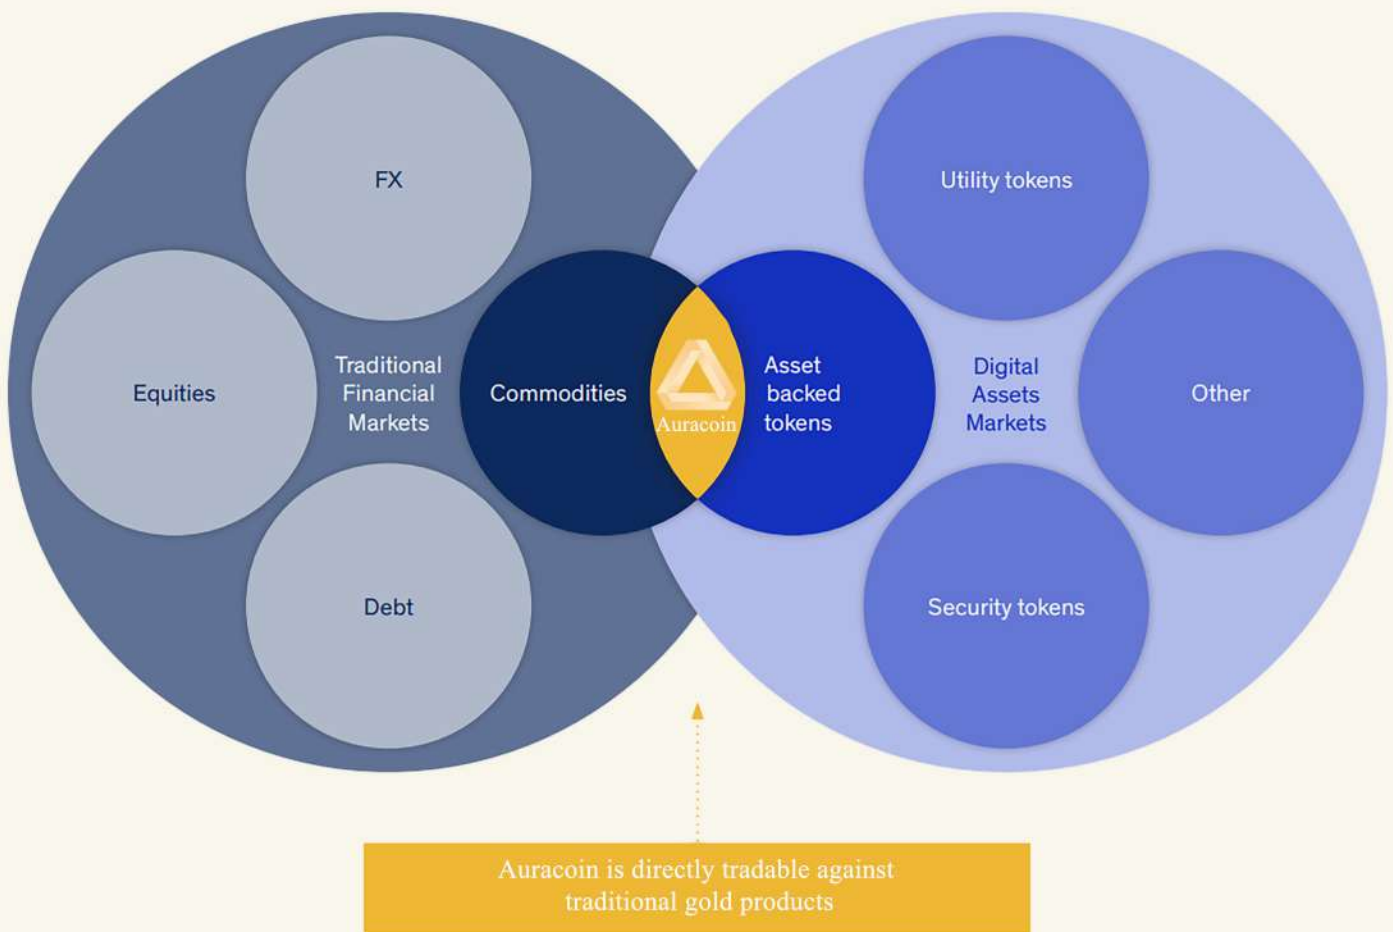 FX
Utility tokens
Equities
Traditional
Financial
Markets
Commodities
Auracoin
Asset
backed
tokens
Digital
Assets
Markets
Other
Debt
Security tokens
Auracoin is directly tradable against
traditional gold products